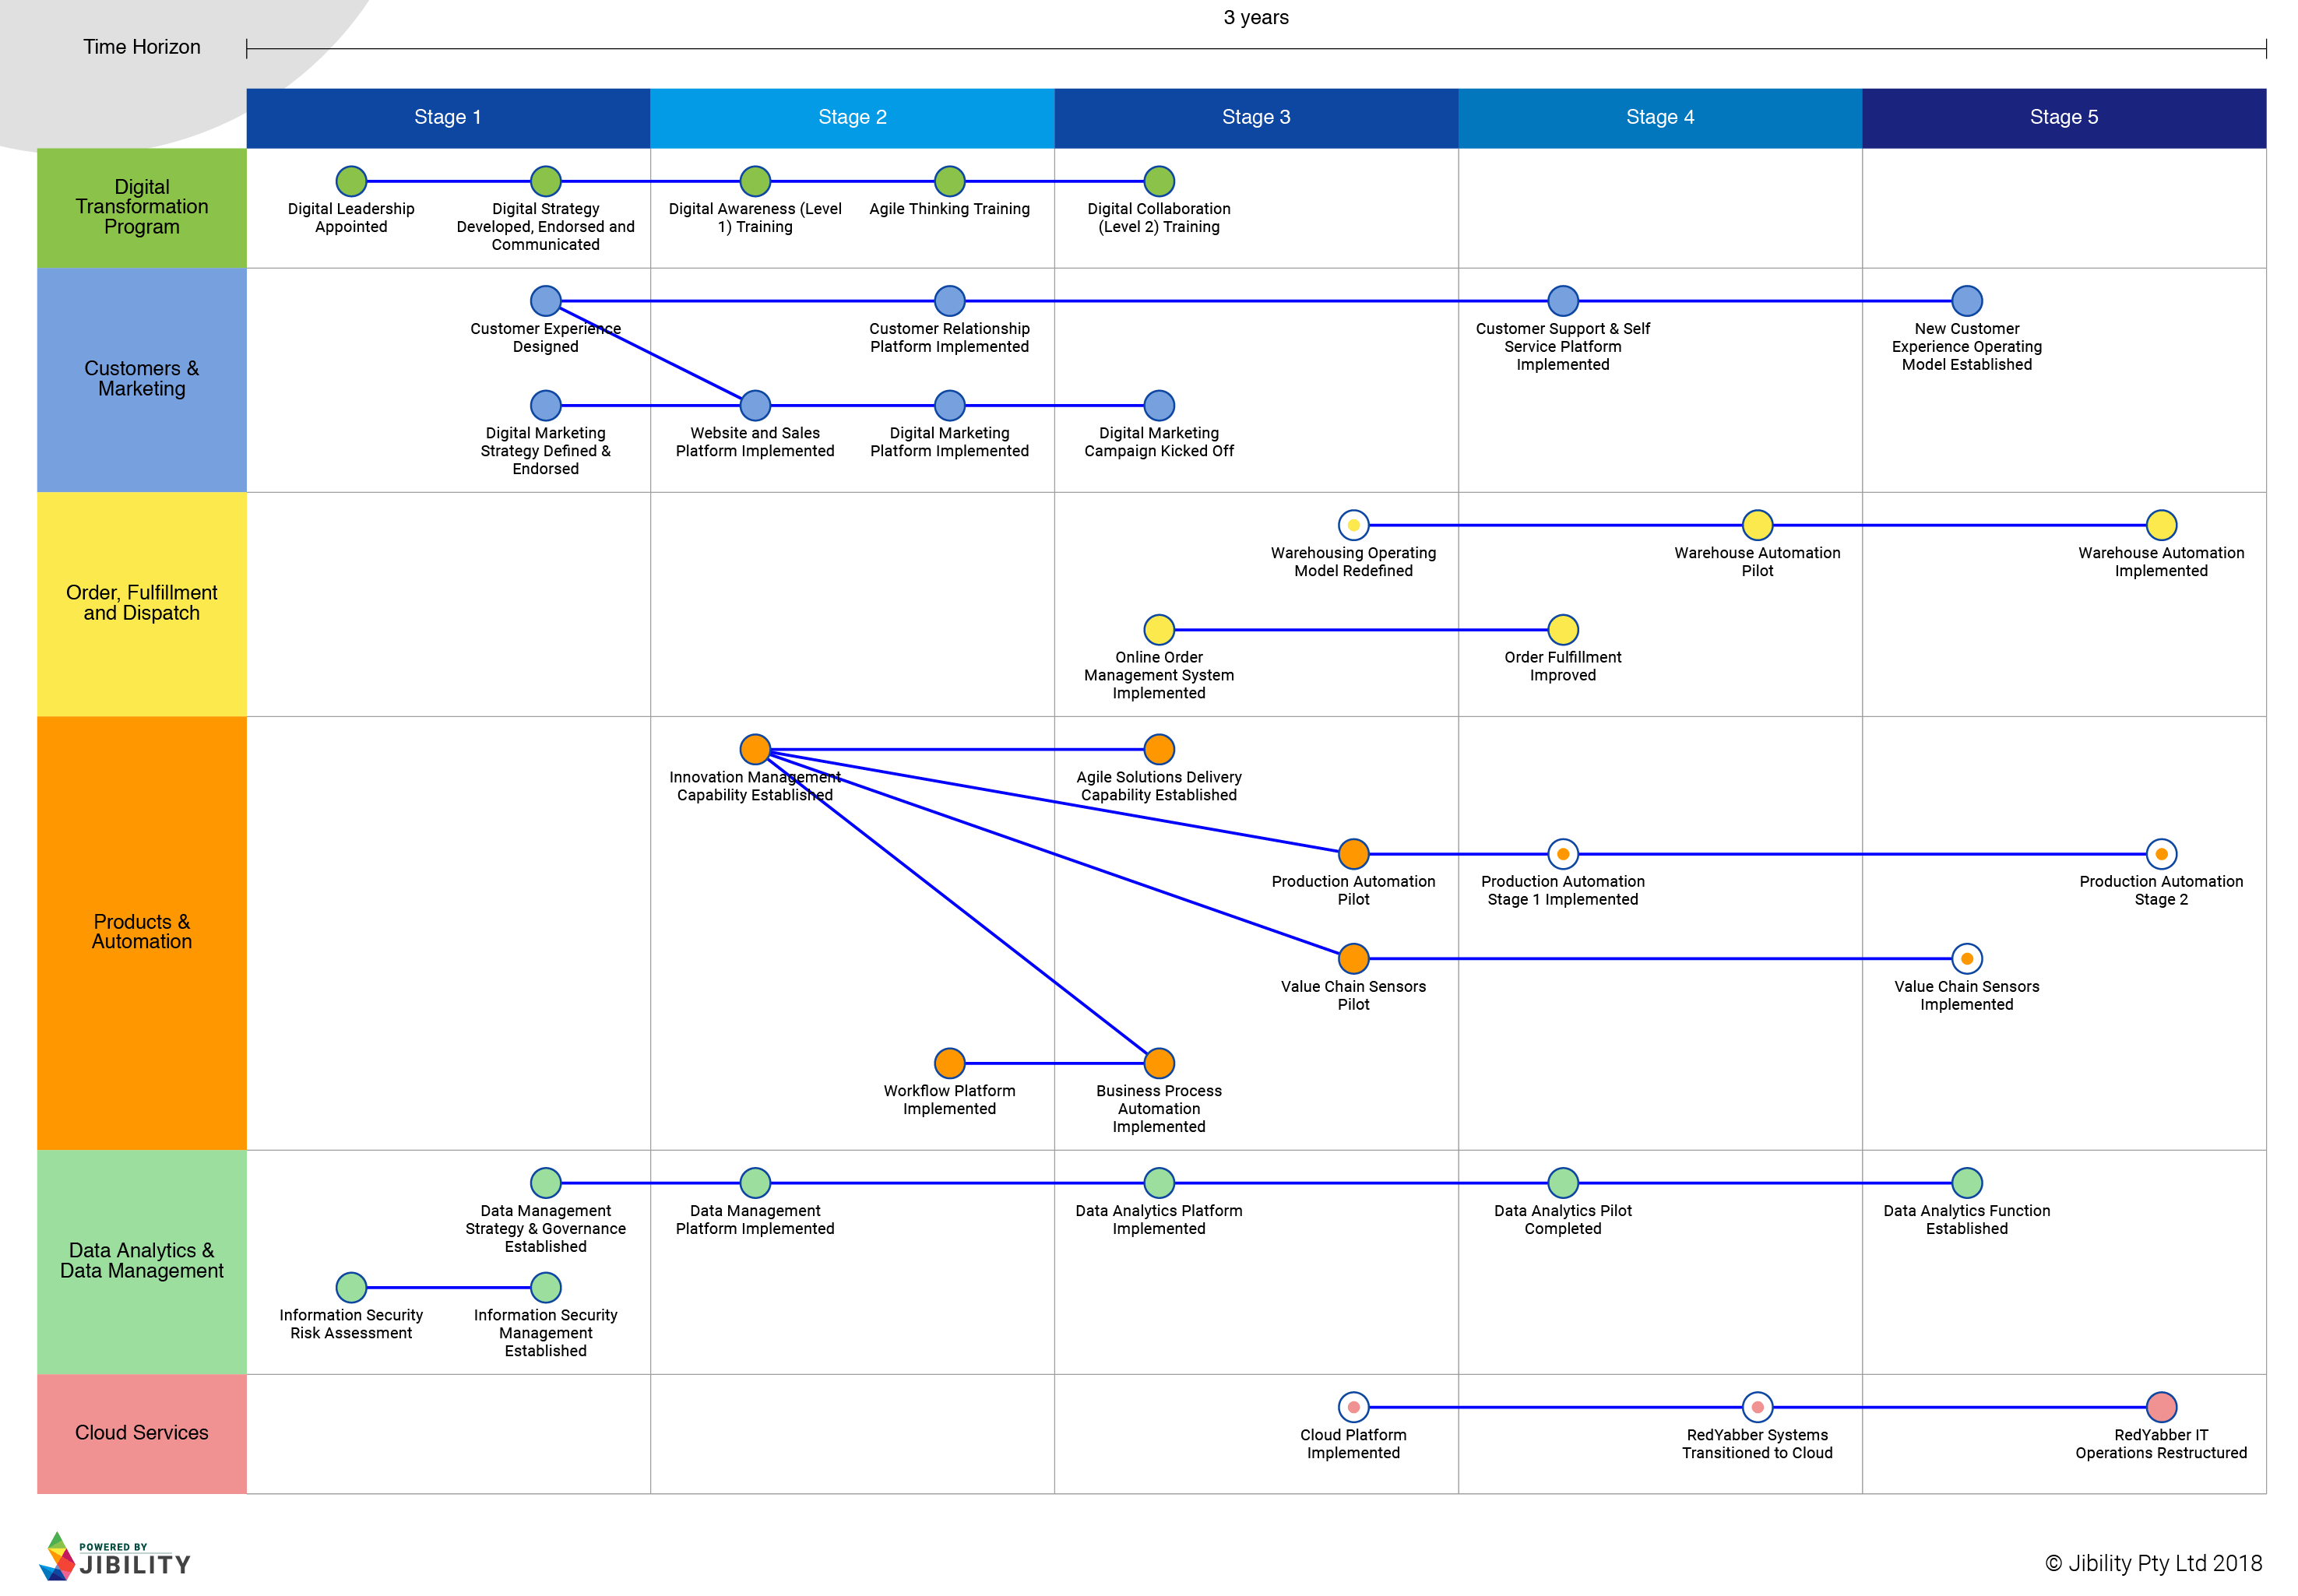 3 years
Time Horizon
Stage 1
Stage 2
Stage 3
Stage 4
Stage 5
Digital
Transformation
Program
Digital Leadership
Appointed
Digital Strategy
Developed, Endorsed and
Communicated
Digital Awareness (Level
1) Training
Agile Thinking Training
Digital Collaboration
(Level 2) Training
Customers &
Marketing
Customer Experience
Designed
Customer Relationship
Platform Implemented
Customer Support & Self
Service Platform
Implemented
New Customer
Experience Operating
Model Established
Digital Marketing
Strategy Defined &
Endorsed
Website and Sales
Platform Implemented
Digital Marketing
Platform Implemented
Digital Marketing
Campaign Kicked Off
Order, Fulfillment
and Dispatch
Warehousing Operating
Model Redefined
Warehouse Automation
Pilot
Warehouse Automation
Implemented
Online Order
Management System
Implemented
Order Fulfillment
Improved
Products &
Automation
Innovation Management
Capability Established
Agile Solutions Delivery
Capability Established
Production Automation
Pilot
Production Automation
Stage 1 Implemented
Production Automation
Stage 2
Value Chain Sensors
Pilot
Value Chain Sensors
Implemented
Workflow Platform
Implemented
Business Process
Automation
Implemented
Data Analytics &
Data Management
Data Management
Strategy & Governance
Established
Data Management
Platform Implemented
Data Analytics Platform
Implemented
Data Analytics Pilot
Completed
Data Analytics Function
Established
Information Security
Risk Assessment
Information Security
Management
Established
Cloud Services
Cloud Platform
Implemented
RedYabber Systems
Transitioned to Cloud
RedYabber IT
Operations Restructured
POWERED BY
JIBILITY
© Jibility Pty Ltd 2018